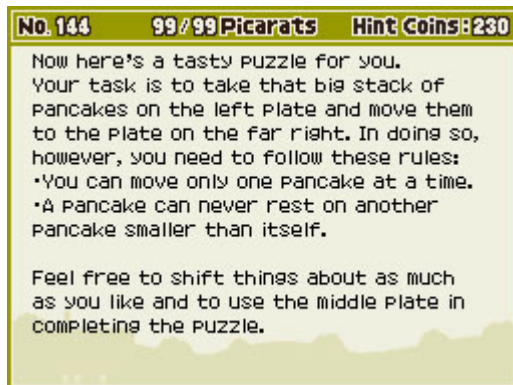 No. 144 99/99 Picarats Hint Coins:230
Now here's a tasty puzzle for you.
Your task is to take that big stack of
pancakes on the left plate and move them
to the plate on the far right. In doing so,
however, you need to follow these rules:
·You can move only one pancake at a time.
·A pancake can never rest on another
pancake smaller than itself.
Feel free to shift things about as much
as you like and to use the middle plate in
completing the puzzle.